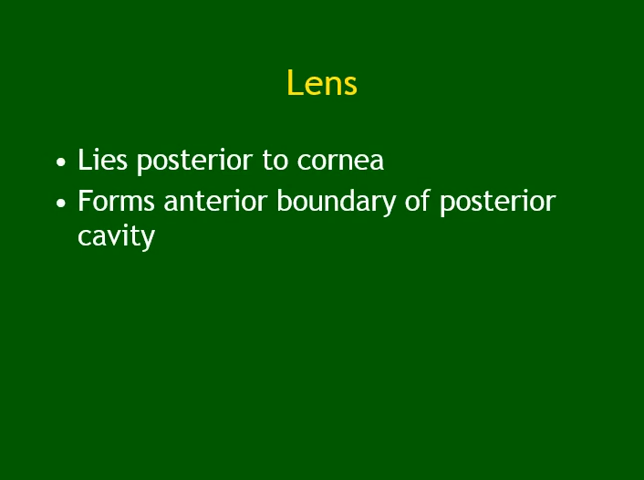 Lens
• Lies posterior to cornea
• Forms anterior boundary of posterior
cavity